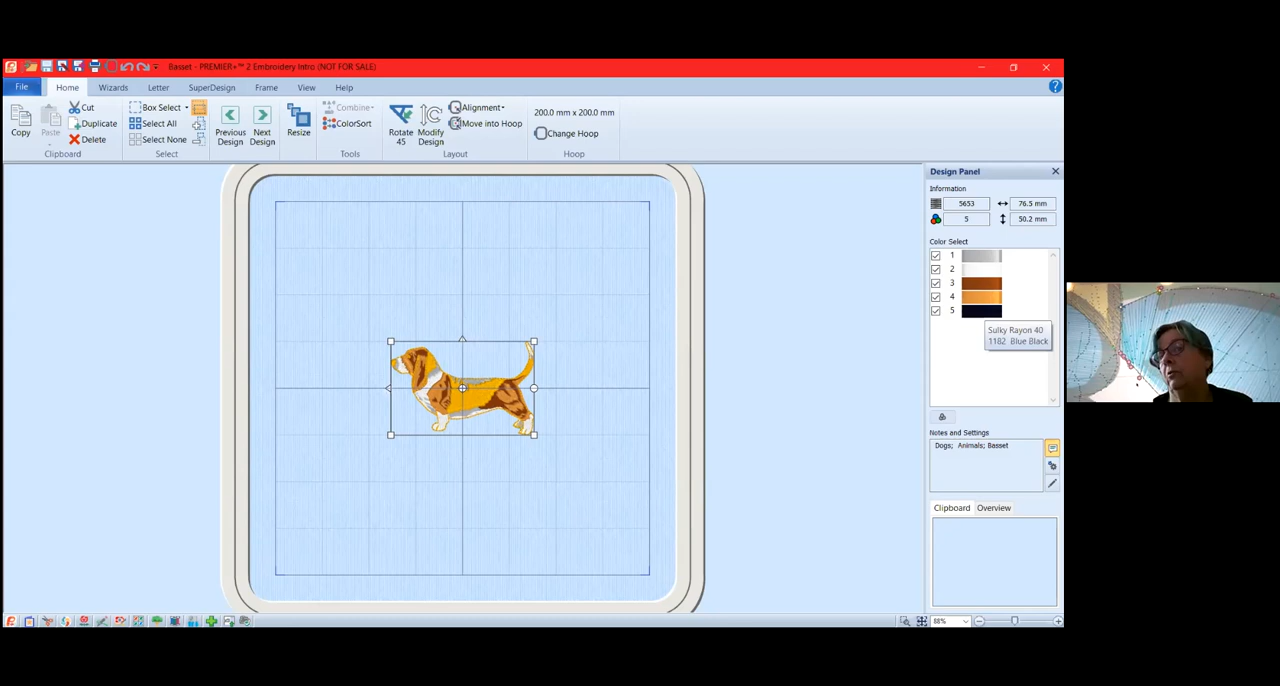 Basset - PREMIER+™ 2 Embroidery Intro (NOT FOR SALE)
File Home Wizards Letter SuperDesign Frame View Help
Copy
Paste
Cut
Duplicate
Delete
Clipboard
Box Select
Select All
Select None
Select
Previous
Design
Next
Design
Resize
Combine
ColorSort
Tools
Rotate
45
Modify
Design
Alignment
Move into Hoop
Layout
200.0 mm x 200.0 mm
Change Hoop
Hoop
Design Panel
Information
5653 76.5 mm
5 50.2 mm
Color Select
1
2
3
4
5
Sulky Rayon 40
1182 Blue Black
Notes and Settings
Dogs; Animals; Basset
Clipboard Overview
88%